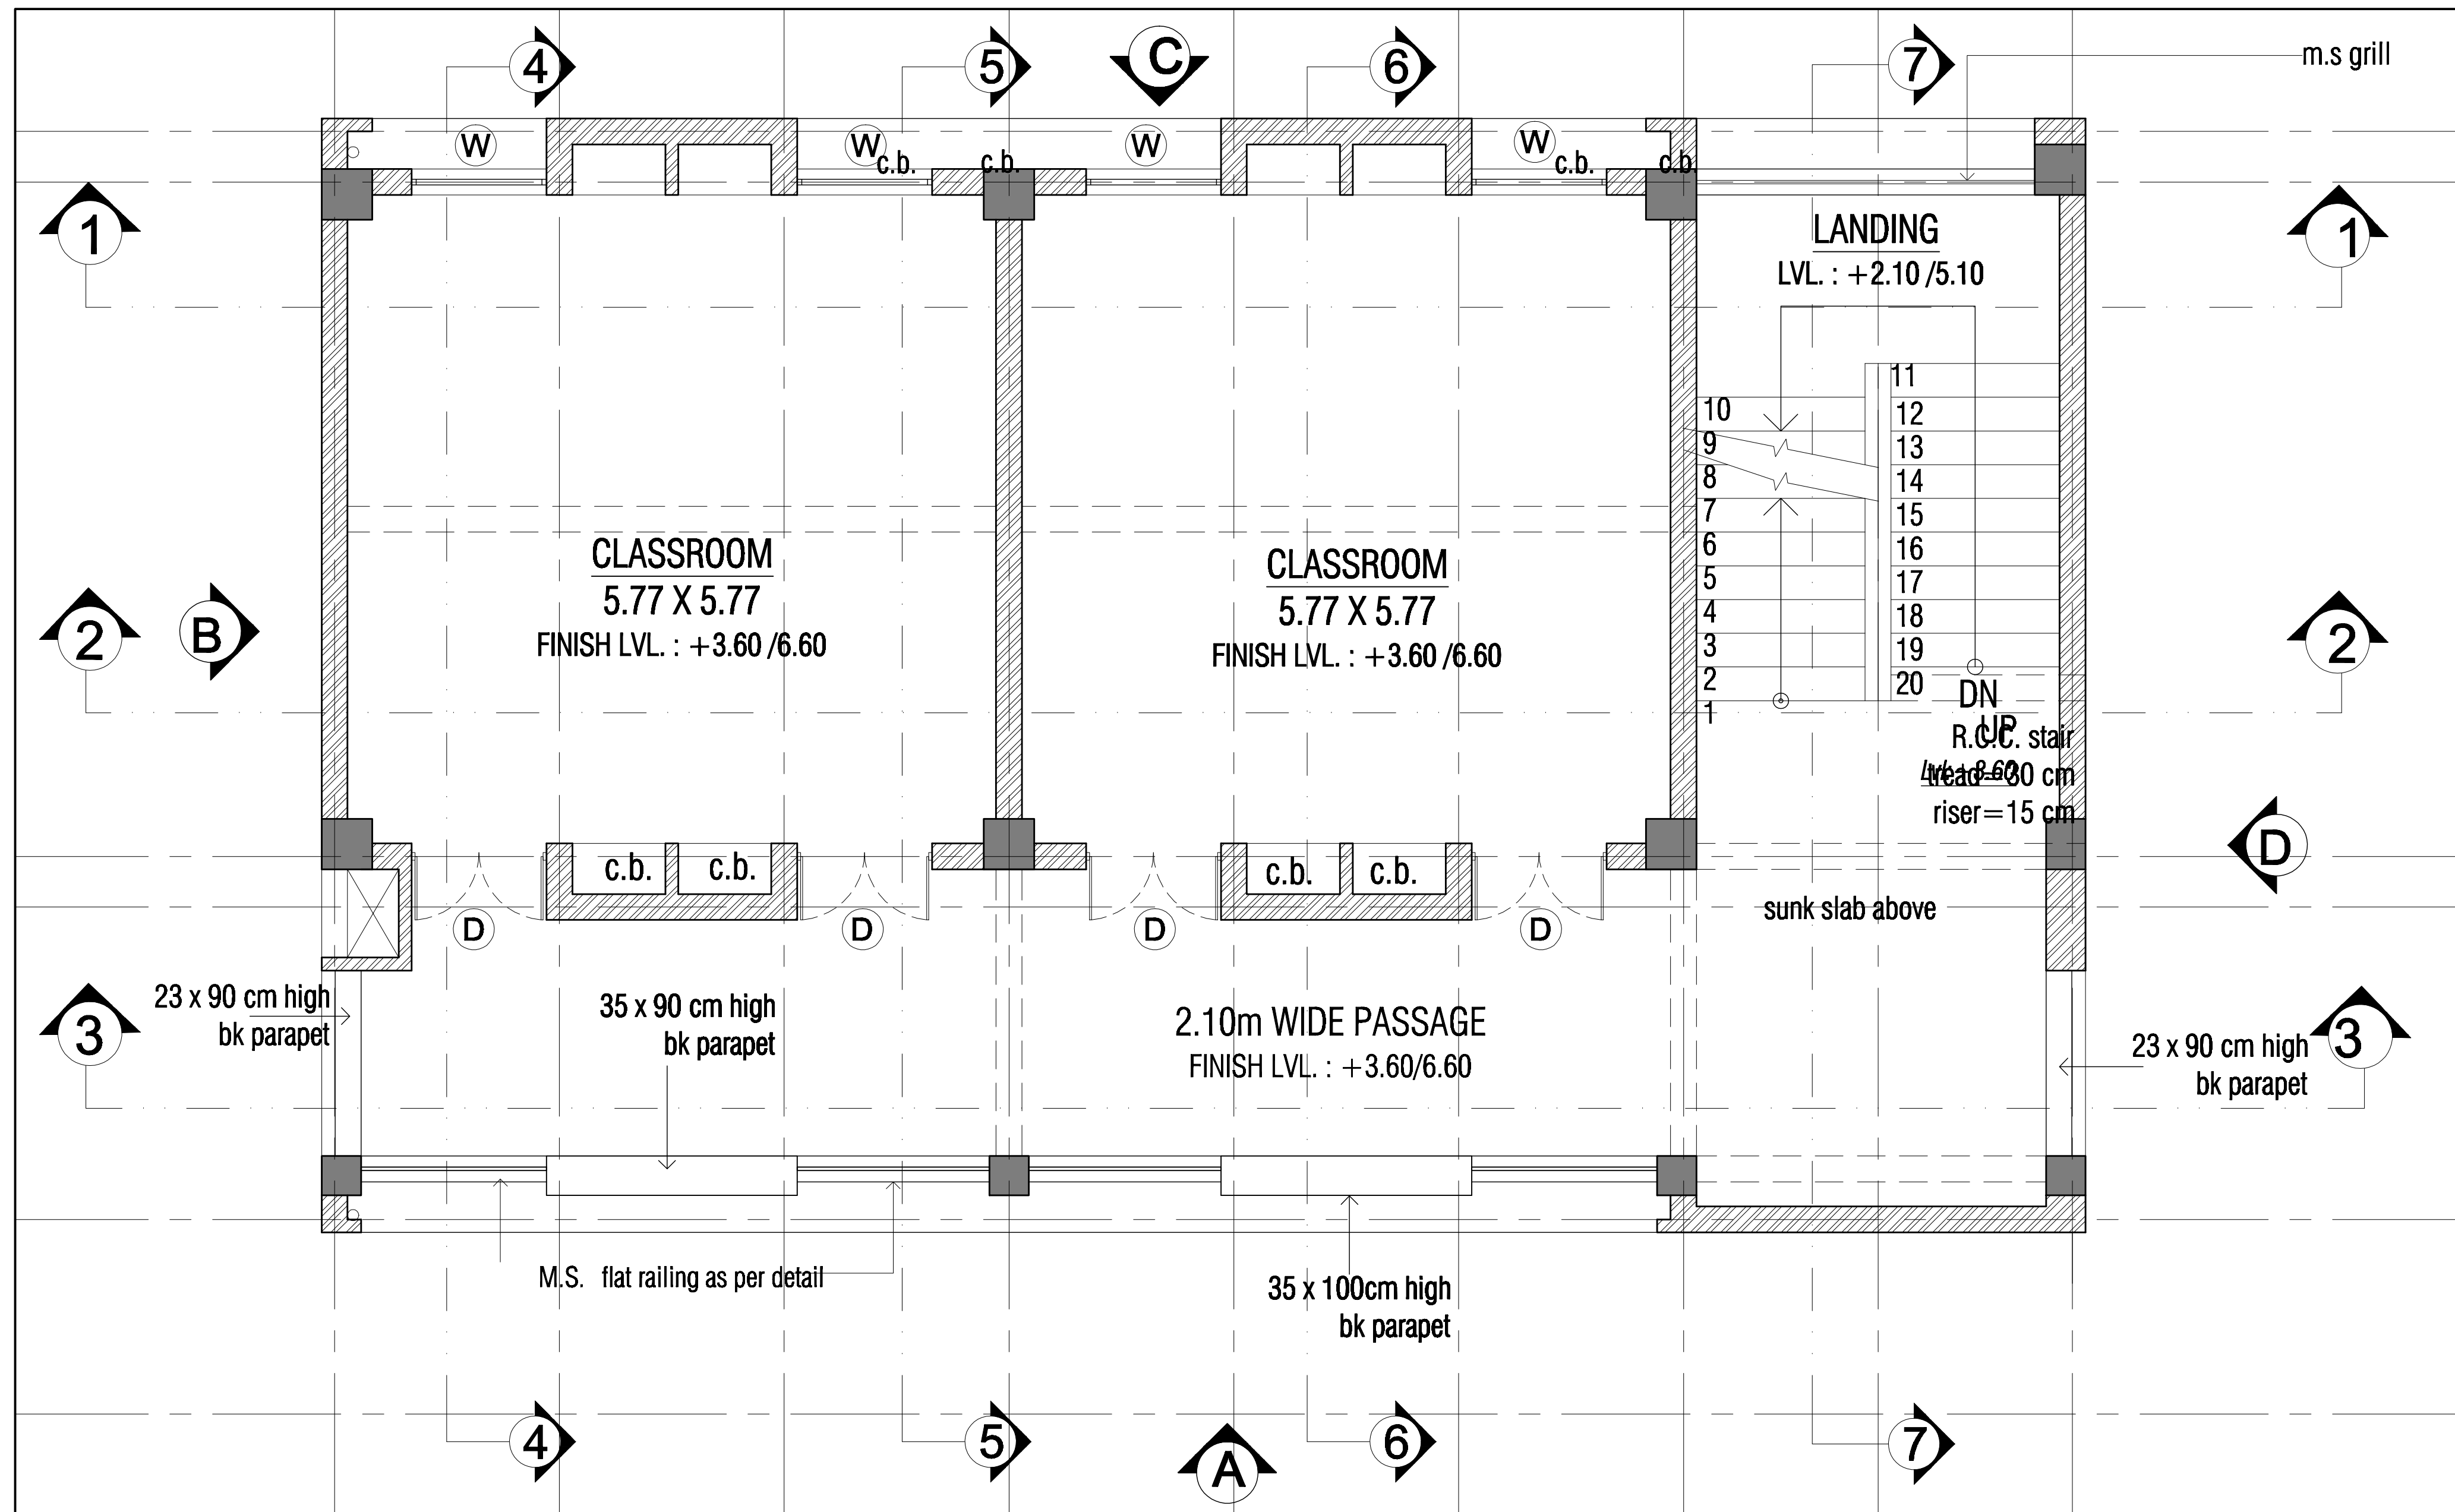 4
5
C
6
7
m.s grill
W
W
W
W
c.b.
c.b.
c.b.
c.b.
1
1
LANDING
LVL. : +2.10 /5.10
11
10
12
9
13
8
14
7
15
6
16
5
17
4
18
3
19
2
20
1
CLASSROOM
5.77 X 5.77
FINISH LVL. : +3.60 /6.60
CLASSROOM
5.77 X 5.77
FINISH LVL. : +3.60 /6.60
2
B
2
DN
UP
R.C.C. stair
tread=30 cm
riser=15 cm
D
c.b.
c.b.
c.b.
c.b.
D
D
D
D
sunk slab above
3
23 x 90 cm high
bk parapet
35 x 90 cm high
bk parapet
2.10m WIDE PASSAGE
FINISH LVL. : +3.60/6.60
23 x 90 cm high
bk parapet
3
M.S. flat railing as per detail
35 x 100cm high
bk parapet
4
5
A
6
7